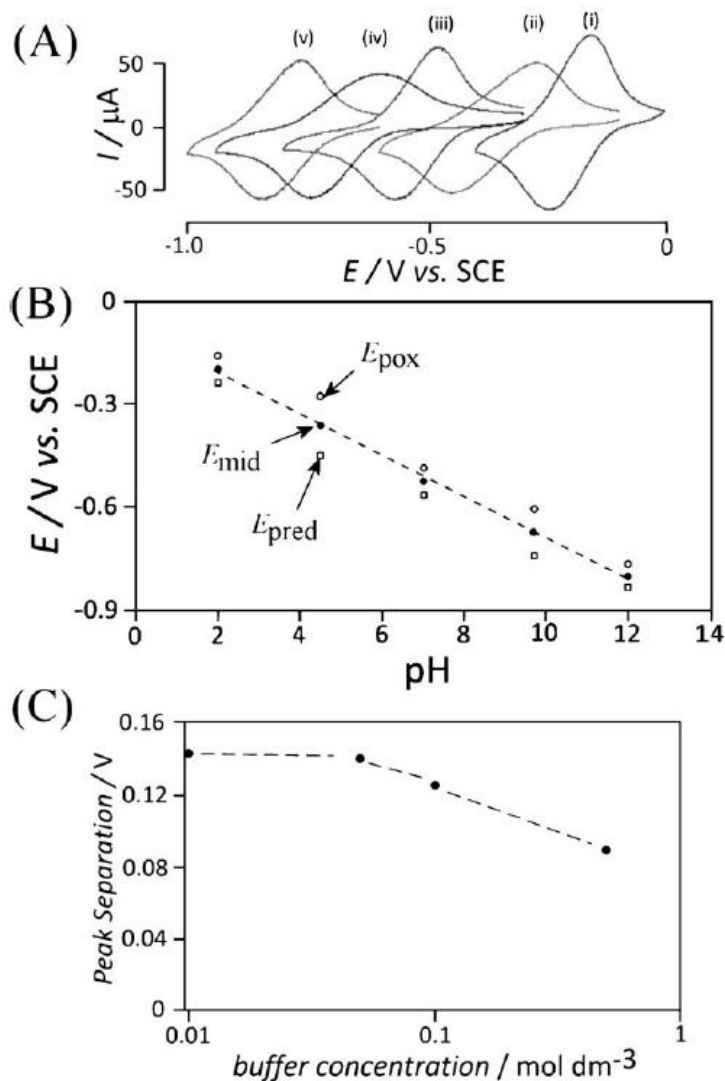 (A)
(v) (iv) (iii) (ii) (i)
50
0
-50
I / μA
-1.0 -0.5 0
E / V vs. SCE
(B)
0
-0.3
-0.6
-0.9
E / V vs. SCE
Epox
Emid
Epred
0 2 4 6 8 10 12 14
pH
(C)
0.16
0.12
0.08
0.04
0
Peak Separation / V
0.01 0.1 1
buffer concentration / mol dm-3